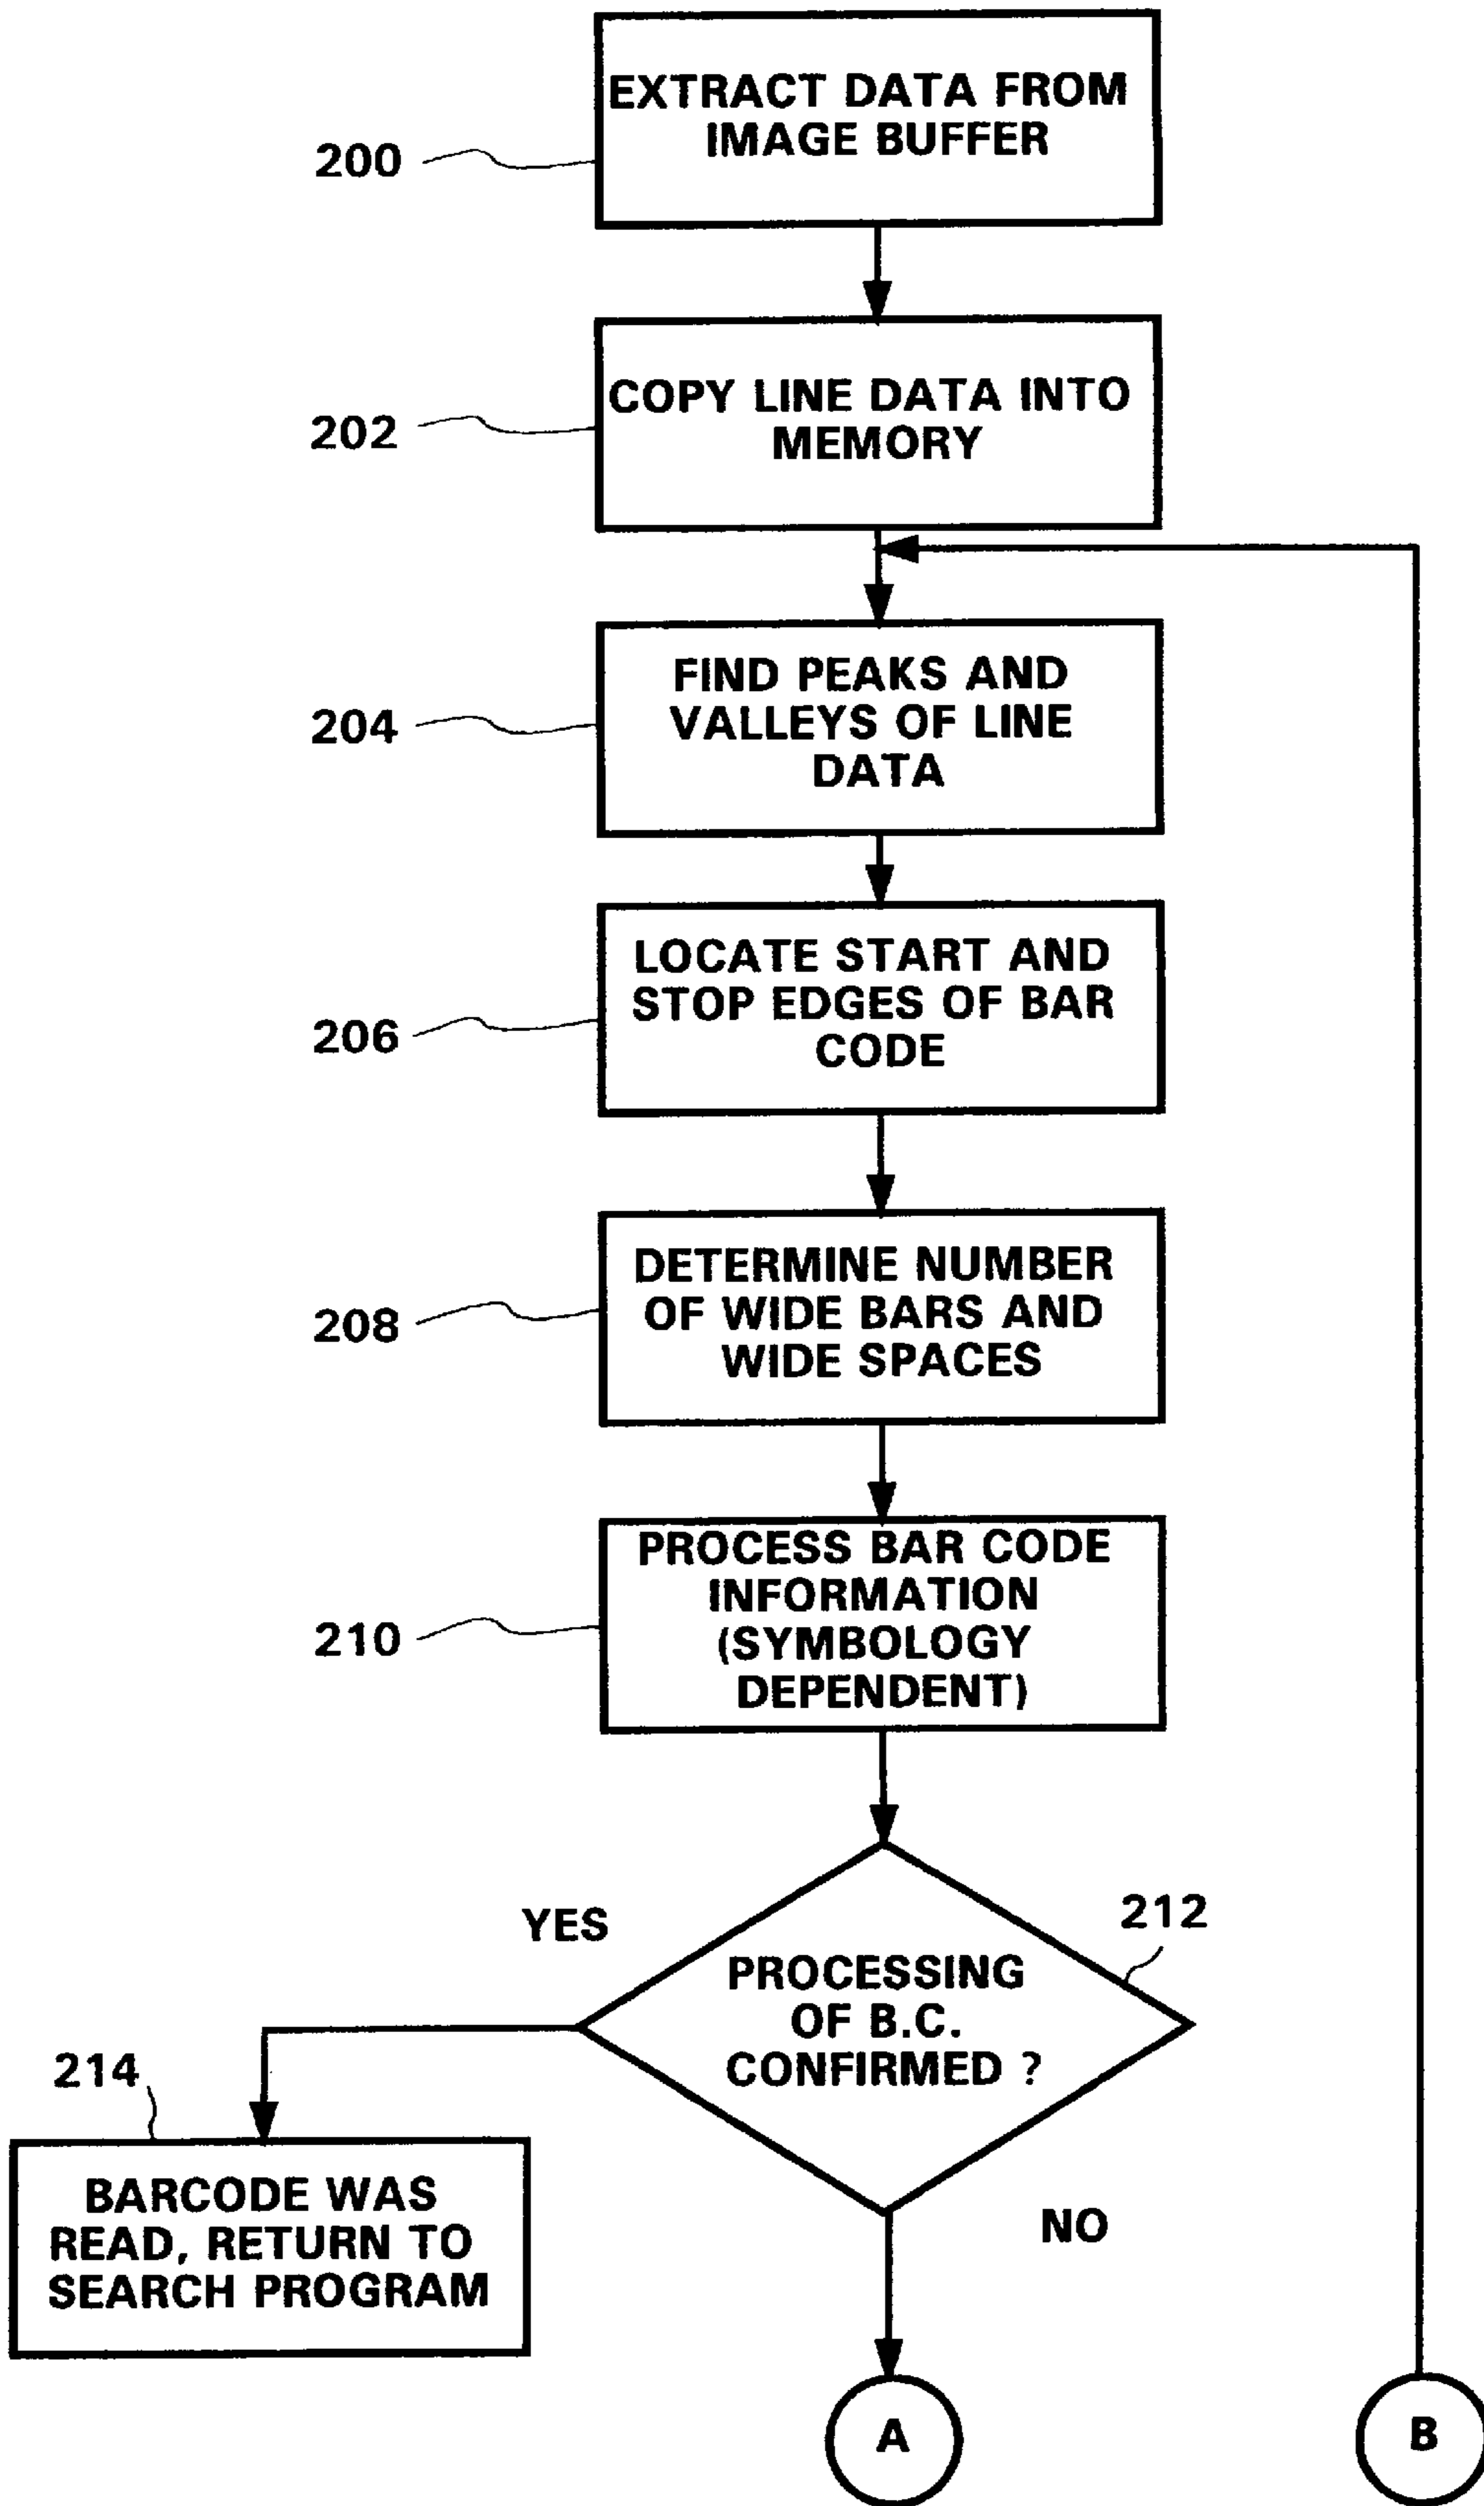 EXTRACT DATA FROM
IMAGE BUFFER
200
COPY LINE DATA INTO
MEMORY
202
FIND PEAKS AND
VALLEYS OF LINE
DATA
204
LOCATE START AND
STOP EDGES OF BAR
CODE
206
DETERMINE NUMBER
OF WIDE BARS AND
WIDE SPACES
208
PROCESS BAR CODE
INFORMATION
(SYMBOLOGY
DEPENDENT)
210
YES
212
PROCESSING
OF B.C.
CONFIRMED ?
214
BARCODE WAS
READ, RETURN TO
SEARCH PROGRAM
NO
A
B